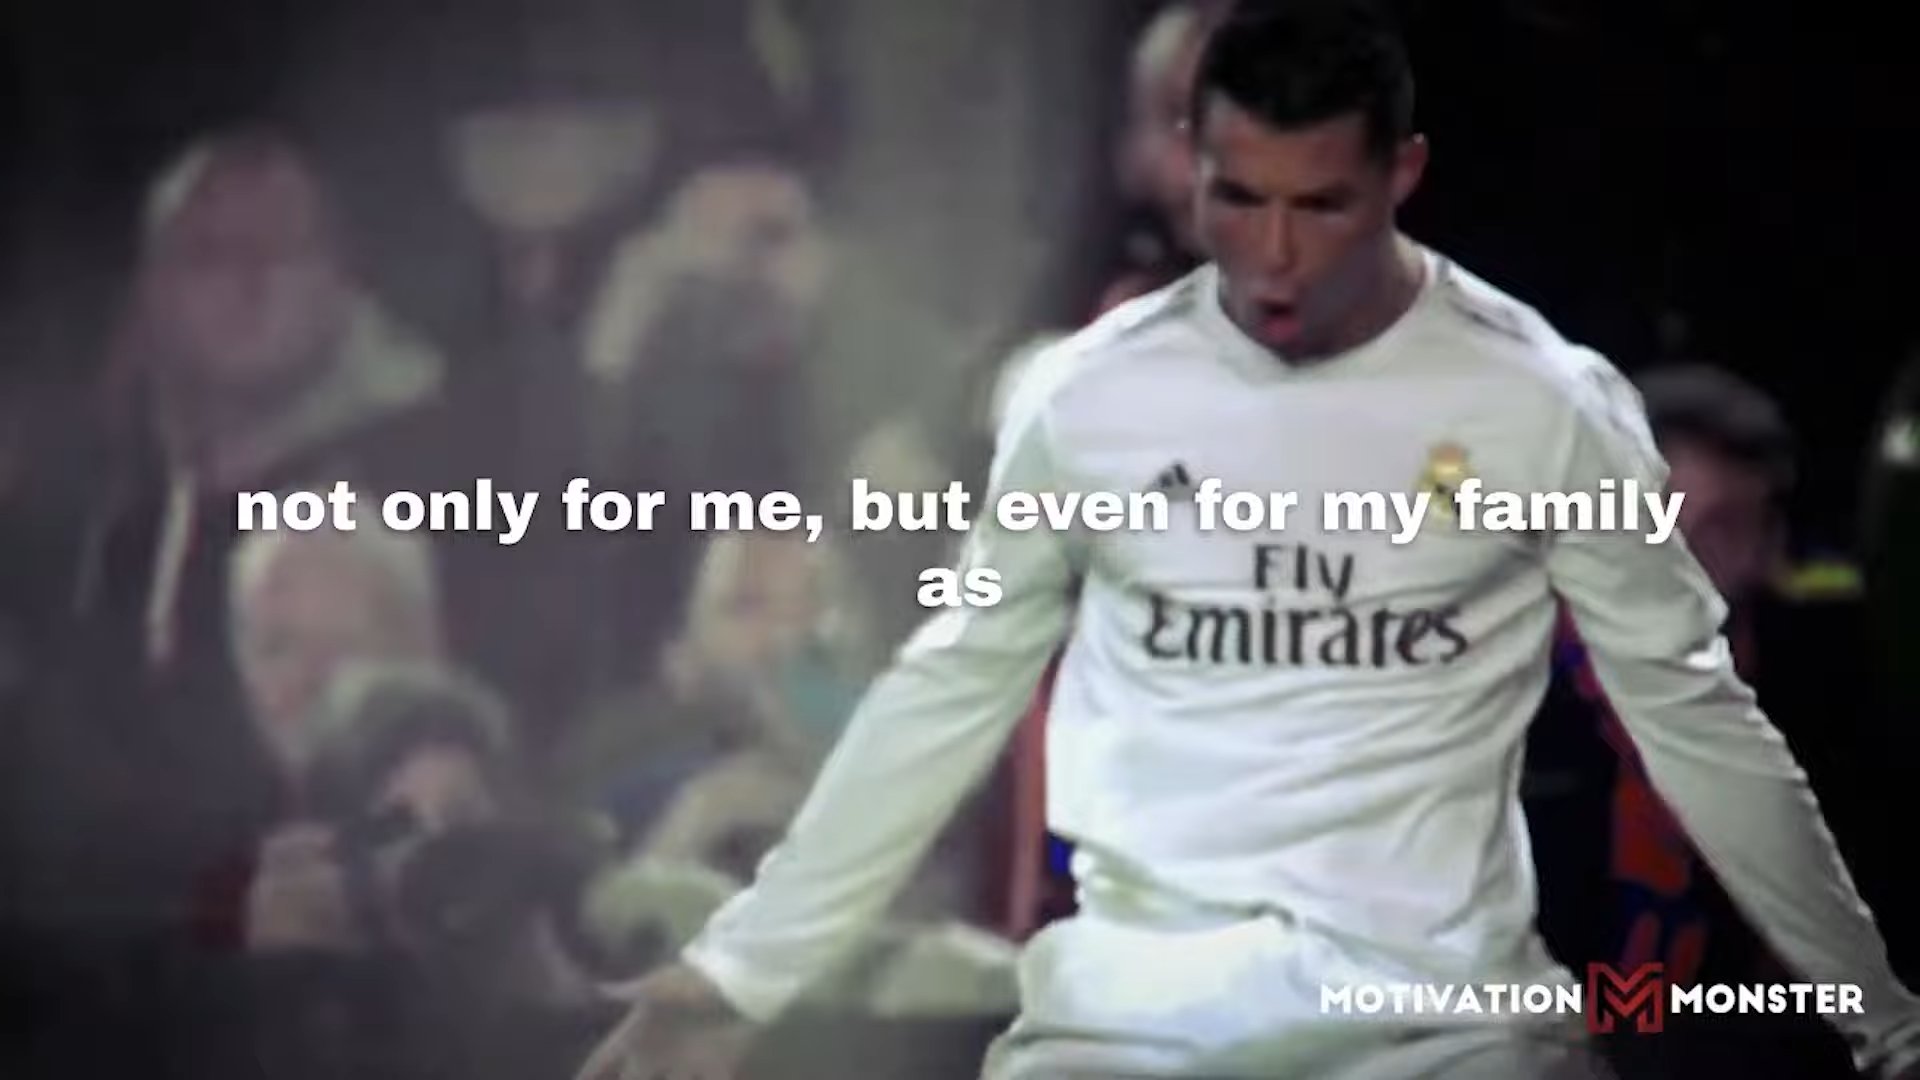 not only for me, but even for my family
as
Fly
Emirates
MOTIVATION M MONSTER